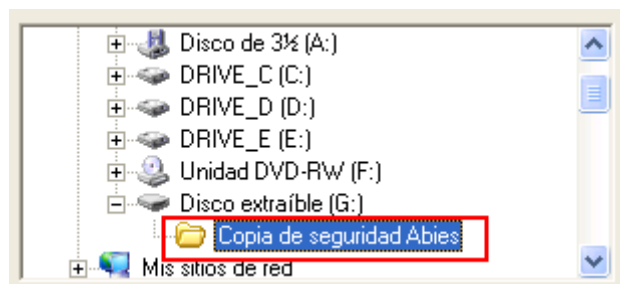 Disco de 3½ (A:)
DRIVE_C (C:)
DRIVE_D (D:)
DRIVE_E (E:)
Unidad DVD-RW (F:)
Disco extraíble (G:)
Copia de seguridad Abies
Mis sitios de red